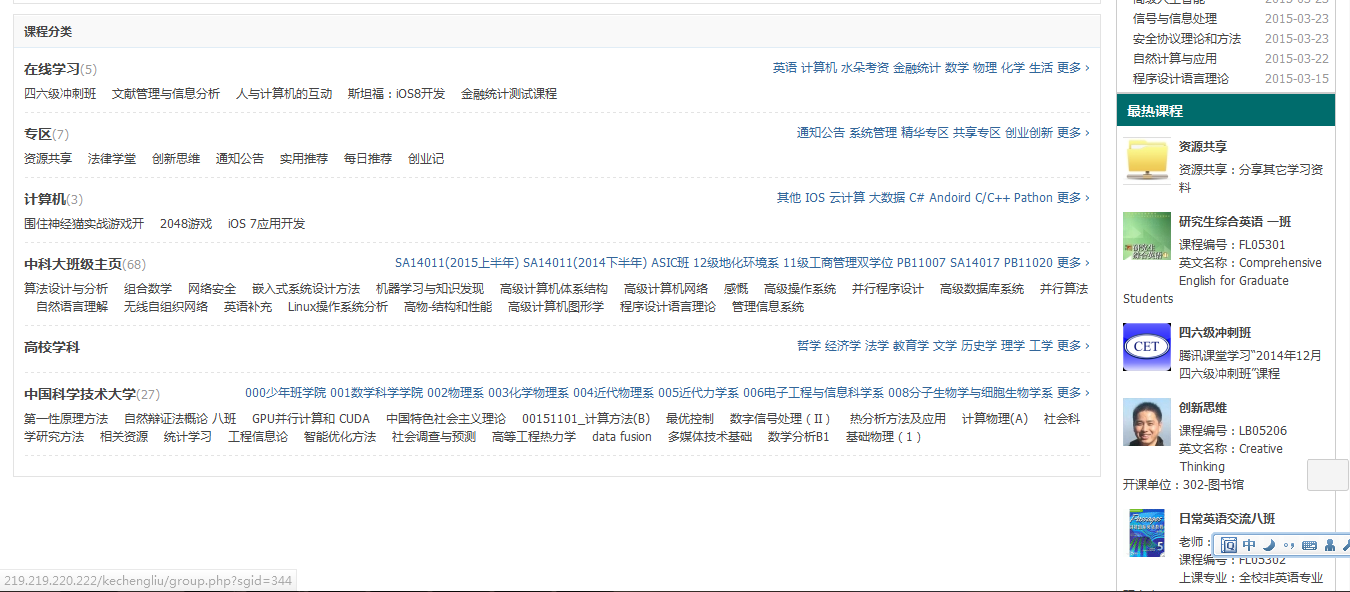 课程分类
在线学习(5)
英语 计算机 水朵考资 金融统计 数学 物理 化学 生活 更多 ›
四六级冲刺班 文献管理与信息分析 人与计算机的互动 斯坦福：iOS8开发 金融统计测试课程
专区(7)
通知公告 系统管理 精华专区 共享专区 创业创新 更多 ›
资源共享 法律学堂 创新思维 通知公告 实用推荐 每日推荐 创业记
计算机(3)
其他 IOS 云计算 大数据 C# Andoird C/C++ Pathon 更多 ›
围住神经猫实战游戏开 2048游戏 iOS 7应用开发
中科大班级主页(68)
SA14011(2015上半年) SA14011(2014下半年) ASIC班 12级地化环境系 11级工商管理双学位 PB11007 SA14017 PB11020 更多 ›
算法设计与分析 组合数学 网络安全 嵌入式系统设计方法 机器学习与知识发现 高级计算机体系结构 高级计算机网络 感慨 高级操作系统 并行程序设计 高级数据库系统 并行算法
自然语言理解 无线自组织网络 英语补充 Linux操作系统分析 高物-结构和性能 高级计算机图形学 程序设计语言理论 管理信息系统
高校学科
哲学 经济学 法学 教育学 文学 历史学 理学 工学 更多 ›
中国科学技术大学(27)
000少年班学院 001数学科学学院 002物理系 003化学物理系 004近代物理系 005近代力学系 006电子工程与信息科学系 008分子生物学与细胞生物学系 更多 ›
第一性原理方法 自然辩证法概论 八班 GPU并行计算和 CUDA 中国特色社会主义理论 00151101_计算方法(B) 最优控制 数字信号处理（II） 热分析方法及应用 计算物理(A) 社会科
学研究方法 相关资源 统计学习 工程信息论 智能优化方法 社会调查与预测 高等工程热力学 data fusion 多媒体技术基础 数学分析B1 基础物理（1）
2015-03-23
信号与信息处理 2015-03-23
安全协议理论和方法 2015-03-23
自然计算与应用 2015-03-22
程序设计语言理论 2015-03-15
最热课程
资源共享
资源共享：分享其它学习资
料
研究生综合英语 一班
课程编号：FL05301
英文名称：Comprehensive
English for Graduate
Students
CET
四六级冲刺班
腾讯课堂学习"2014年12月
四六级冲刺班"课程
创新思维
课程编号：LB05206
英文名称：Creative
Thinking
开课单位：302-图书馆
日常英语交流八班
老师：
课程编号：FL05302
上课专业：全校非英语专业
中
219.219.220.222/kechengliu/group.php?sgid=344